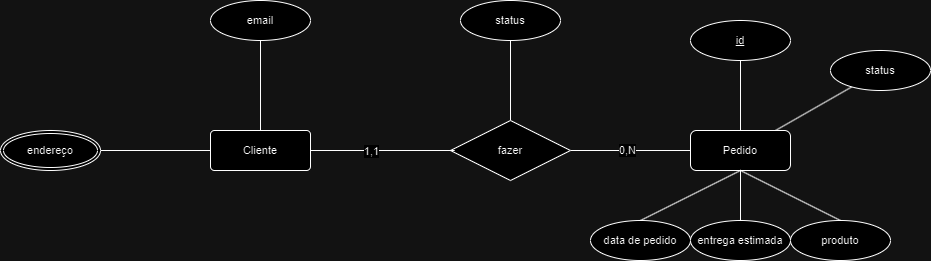 email
status
id
status
endereço
Cliente
1,1
fazer
0,N
Pedido
data de pedido
entrega estimada
produto